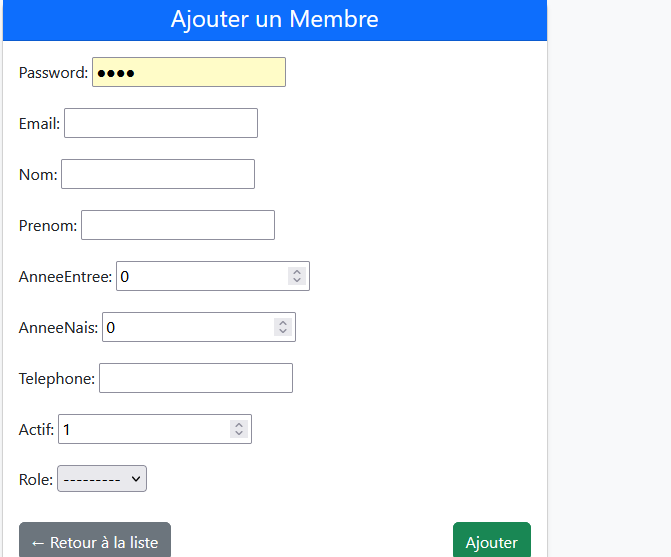 Ajouter un Membre
Password: ●●●●
Email:
Nom:
Prenom:
AnneeEntree: 0
AnneeNais: 0
Telephone:
Actif: 1
Role: ---------
← Retour à la liste
Ajouter